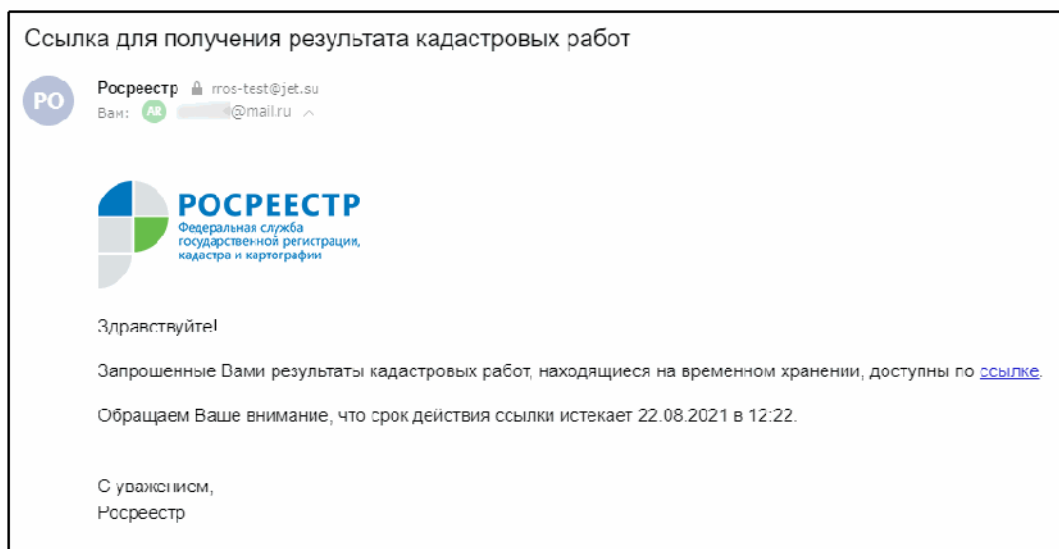 Ссылка для получения результата кадастровых работ
РО
Росреестр rros-test@jet.su
Вам: AR @mail.ru
РОСРЕЕСТР
Федеральная служба
государственной регистрации,
кадастра и картографии
Здравствуйте!
Запрошенные Вами результаты кадастровых работ, находящиеся на временном хранении, доступны по ссылке.
Обращаем Ваше внимание, что срок действия ссылки истекает 22.08.2021 в 12:22.
С уважением,
Росреестр